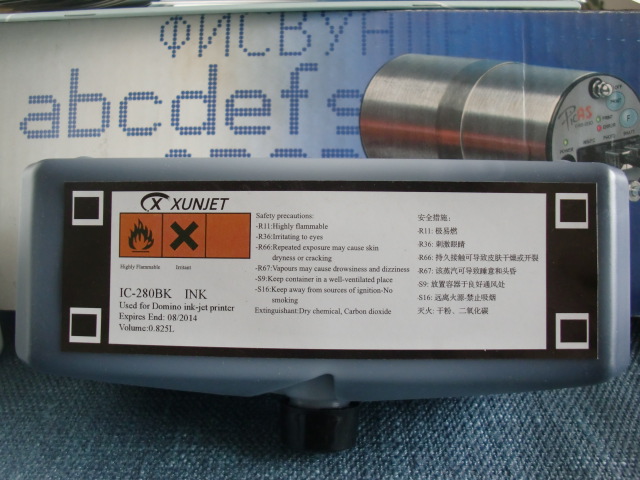 ФИСВУН
abcdefs
XUNJET
Highly Flammable
Irritant
IC-280BK INK
Used for Domino ink-jet printer
Expires End: 08/2014
Volume:0.825L
Safety precautions:
-R11:Highly flammable
-R36:Irritating to eyes
-R66:Repeated exposure may cause skin
dryness or cracking
-R67:Vapours may cause drowsiness and dizziness
-S9:Keep container in a well-ventilated place
-S16:Keep away from sources of ignition-No
smoking
Extinguishant:Dry chemical, Carbon dioxide
安全措施:
-R11: 极易燃
-R36: 刺激眼睛
-R66: 持久接触可导致皮肤干燥或开裂
-R67: 该蒸汽可导致睡意和头昏
-S9: 放置容器于良好通风处
-S16: 远离火源·禁止吸烟
灭火: 干粉、二氧化碳